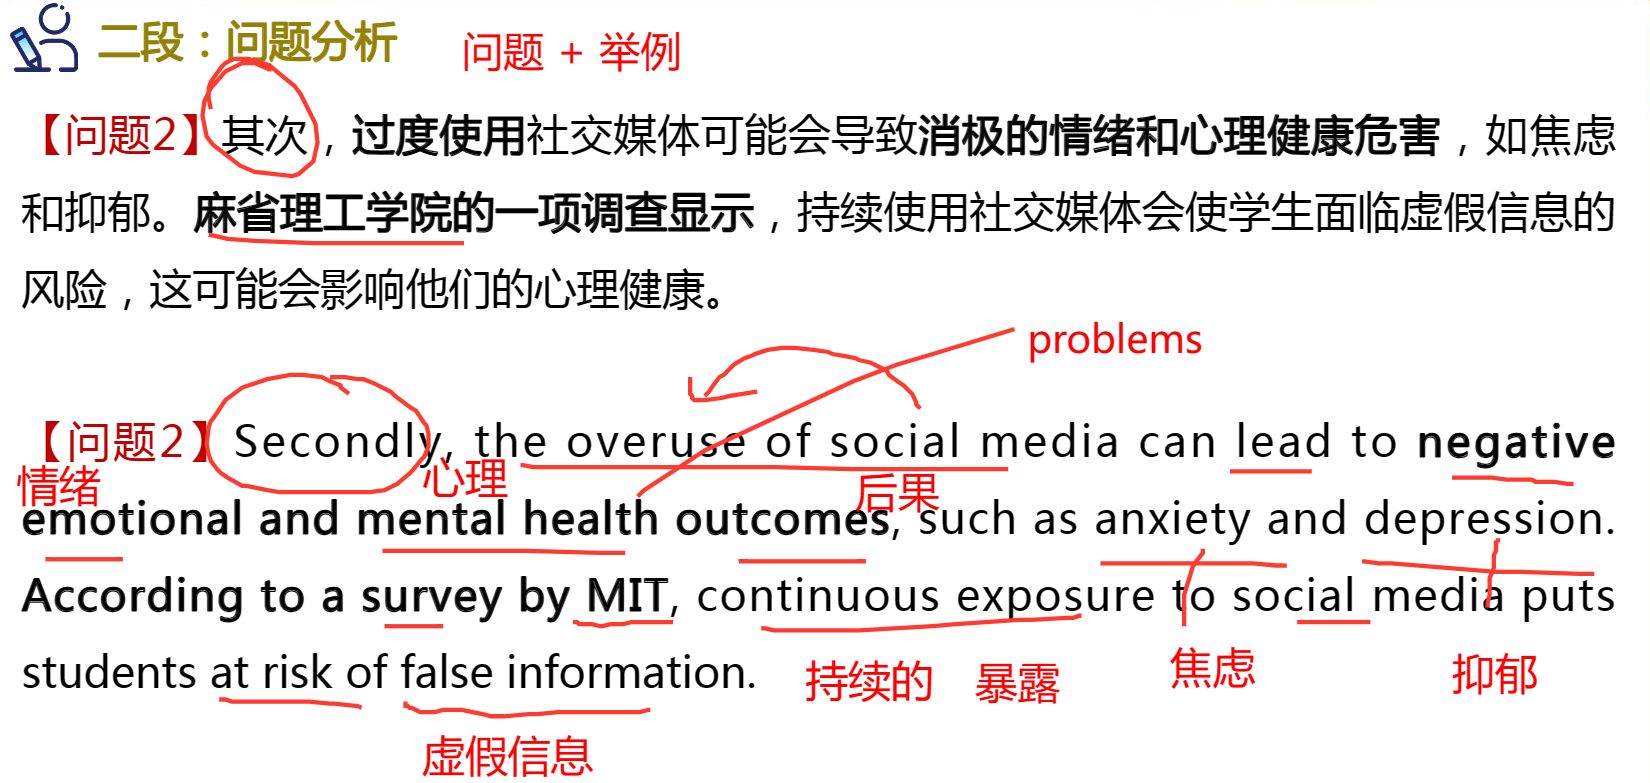 二段：问题分析
问题 + 举例
【问题2】其次，过度使用社交媒体可能会导致消极的情绪和心理健康危害，如焦虑
和抑郁。麻省理工学院的一项调查显示，持续使用社交媒体会使学生面临虚假信息的
风险，这可能会影响他们的心理健康。
problems
【问题2】Secondly, the overuse of social media can lead to negative
情绪
心理
后果
emotional and mental health outcomes, such as anxiety and depression.
According to a survey by MIT, continuous exposure to social media puts
students at risk of false information.
持续的
暴露
焦虑
抑郁
虚假信息